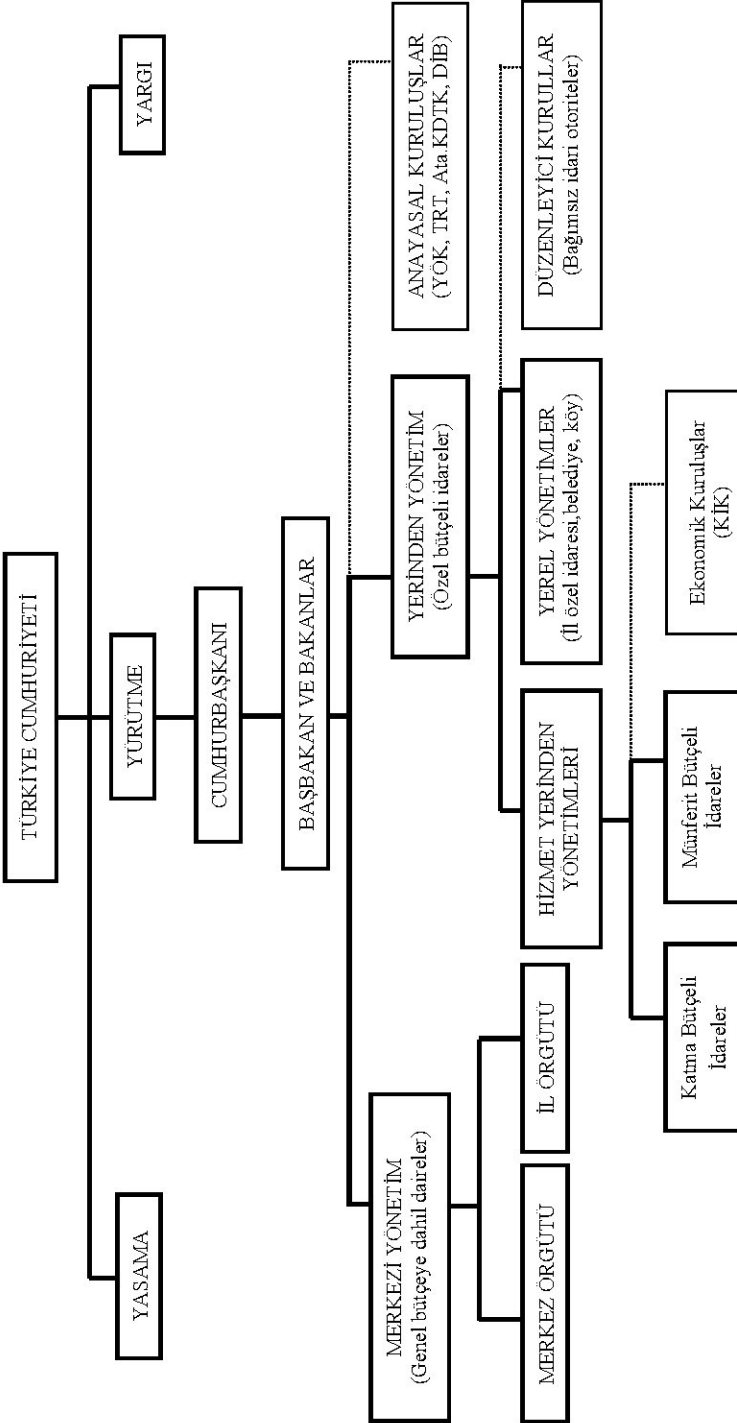 TÜRKİYE CUMHURİYETİ
YASAMA
YÜRÜTME
YARGI
CUMHURBAŞKANI
BAŞBAKAN VE BAKANLAR
MERKEZİ YÖNETİM
(Genel bütçeye dahil daireler)
YERİNDEN YÖNETİM
(Özel bütçeli idareler)
ANAYASAL KURULUŞLAR
(YÖK, TRT, Ata.KDTK, DİB)
MERKEZ ÖRGÜTÜ
İL ÖRGÜTÜ
HİZMET YERİNDEN
YÖNETİMLERİ
YEREL YÖNETİMLER
(İl özel idaresi,belediye, köy)
DÜZENLEYİCİ KURULLAR
(Bağımsız idari otoriteler)
Katma Bütçeli
İdareler
Münferit Bütçeli
İdareler
Ekonomik Kuruluşlar
(KİK)